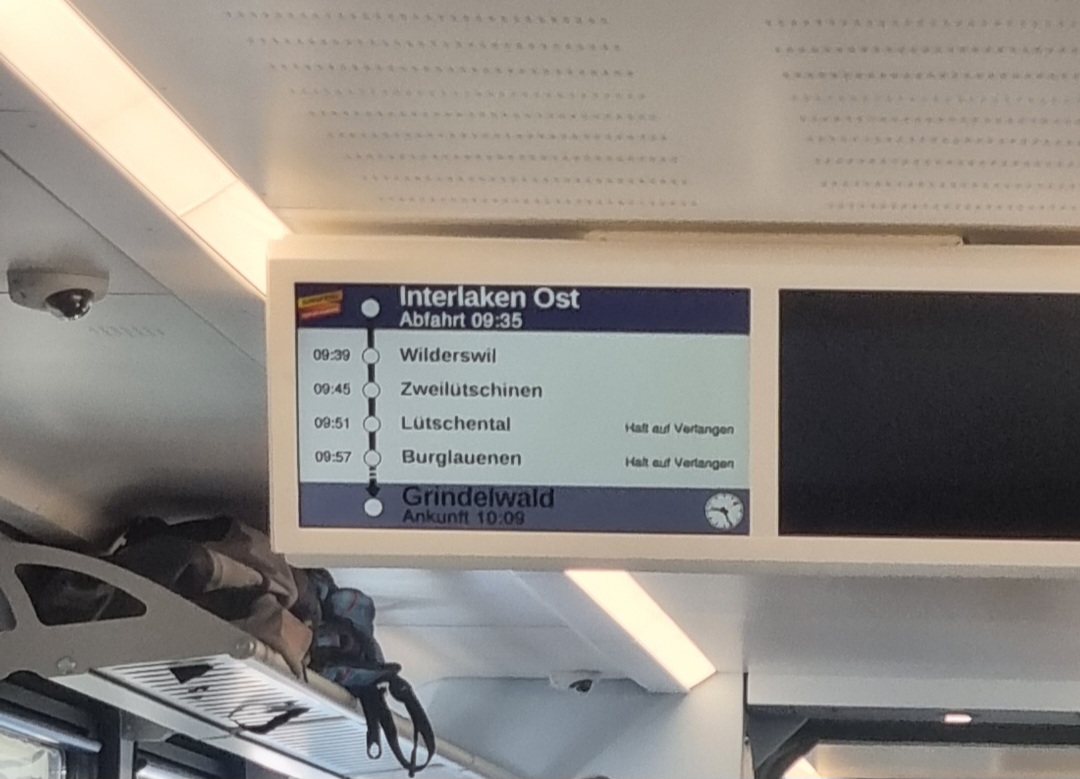 Interlaken Ost
Abfahrt 09:35
09:39 Wilderswil
09:45 Zweilütschinen
09:51 Lütschental Halt auf Verlangen
09:57 Burglauenen Halt auf Verlangen
Grindelwald
Ankunft 10:09